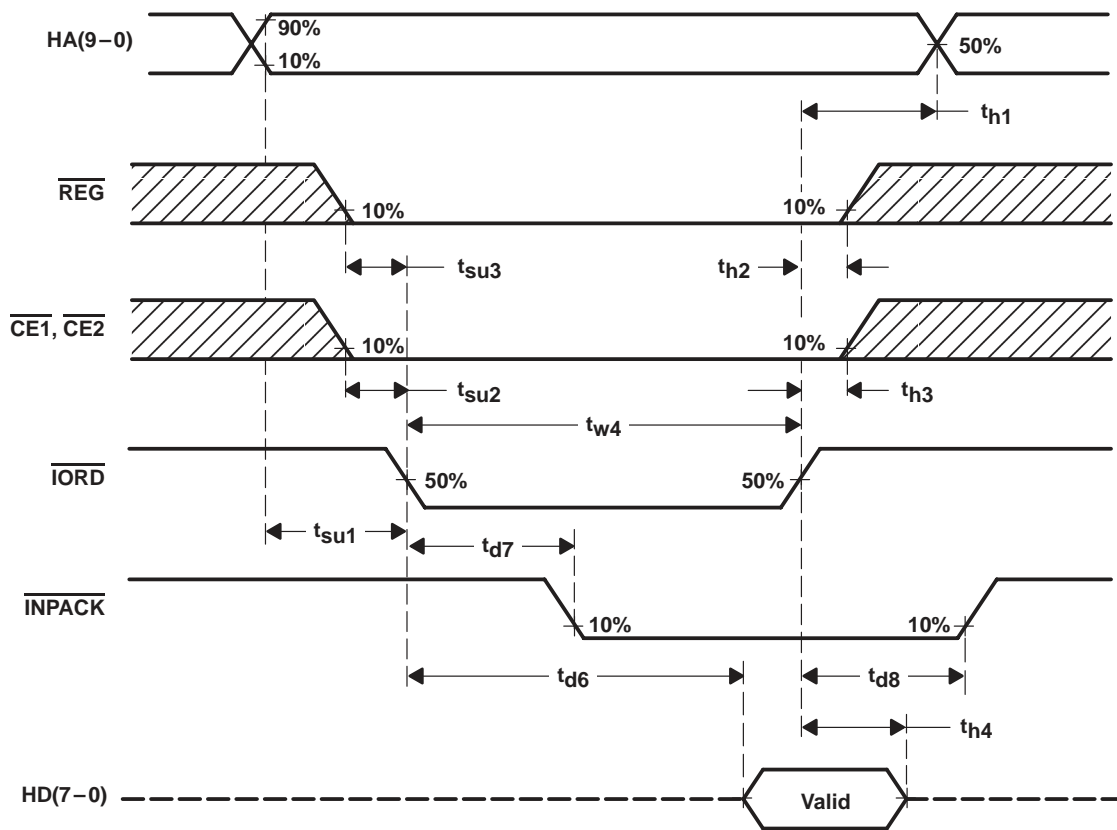 HA(9–0)
90%
10%
50%
th1
REG
10%
10%
tsu3
th2
CE1, CE2
10%
10%
tsu2
th3
tw4
IORD
50%
50%
tsu1
td7
INPACK
10%
10%
td6
td8
th4
HD(7–0)
Valid